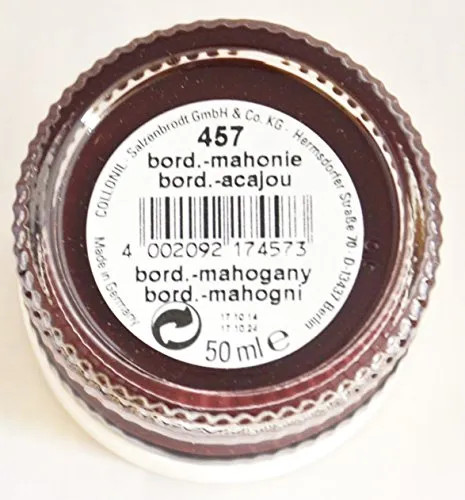 COLLONIL · Salzenbrodt GmbH & Co. KG · Hermsdorfer Straße 70 · D-13437 Berlin
457
bord.-mahonie
bord.-acajou
4 002092 174573
bord.-mahogany
bord.-mahogni
Made in Germany
17.10.14
17.10.24
50 ml e